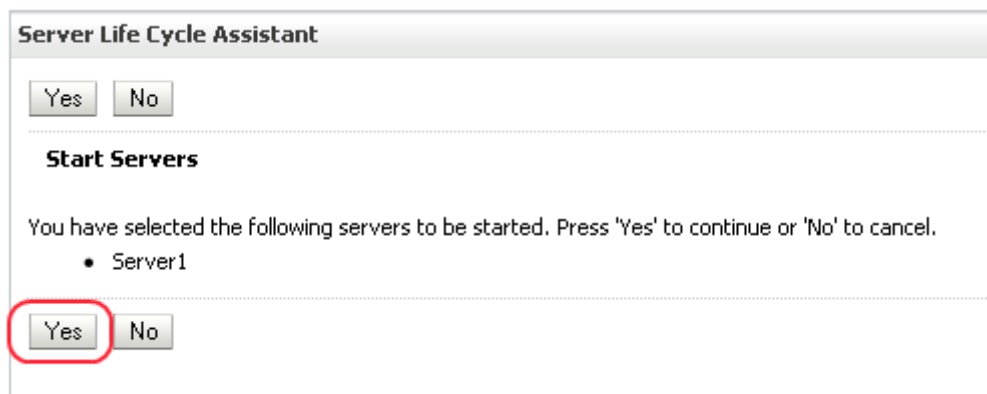 Server Life Cycle Assistant
Yes No
Start Servers
You have selected the following servers to be started. Press 'Yes' to continue or 'No' to cancel.
• Server1
Yes No